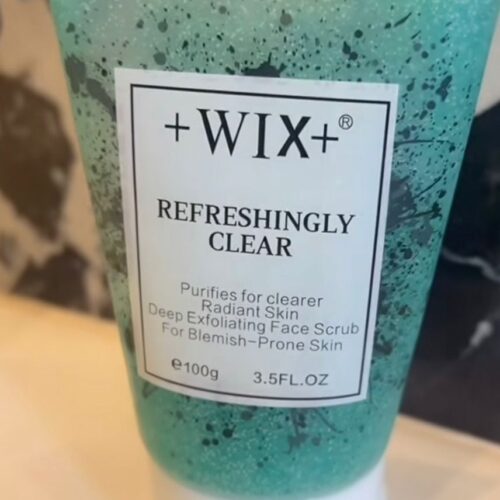 +WIX+®
REFRESHINGLY
CLEAR
Purifies for clearer
Radiant Skin
Deep Exfoliating Face Scrub
For Blemish-Prone Skin
℮100g 3.5FL.OZ